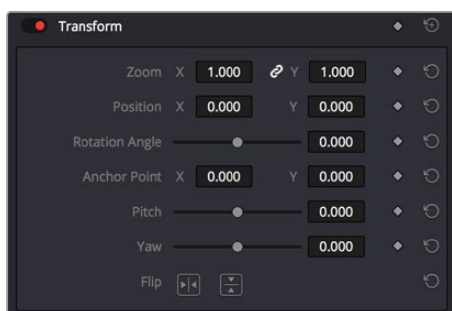 Transform
Zoom X 1.000 Y 1.000
Position X 0.000 Y 0.000
Rotation Angle 0.000
Anchor Point X 0.000 Y 0.000
Pitch 0.000
Yaw 0.000
Flip